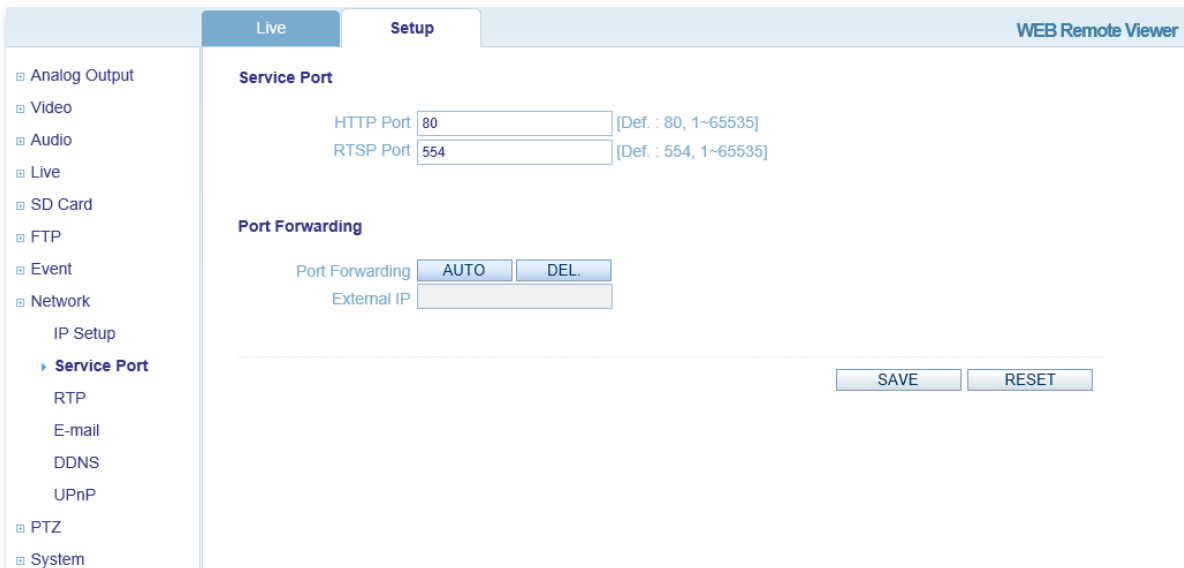 Live
Setup
WEB Remote Viewer
Analog Output
Video
Audio
Live
SD Card
FTP
Event
Network
IP Setup
Service Port
RTP
E-mail
DDNS
UPnP
PTZ
System
Service Port
HTTP Port 80 [Def. : 80, 1~65535]
RTSP Port 554 [Def. : 554, 1~65535]
Port Forwarding
Port Forwarding AUTO DEL.
External IP
SAVE RESET